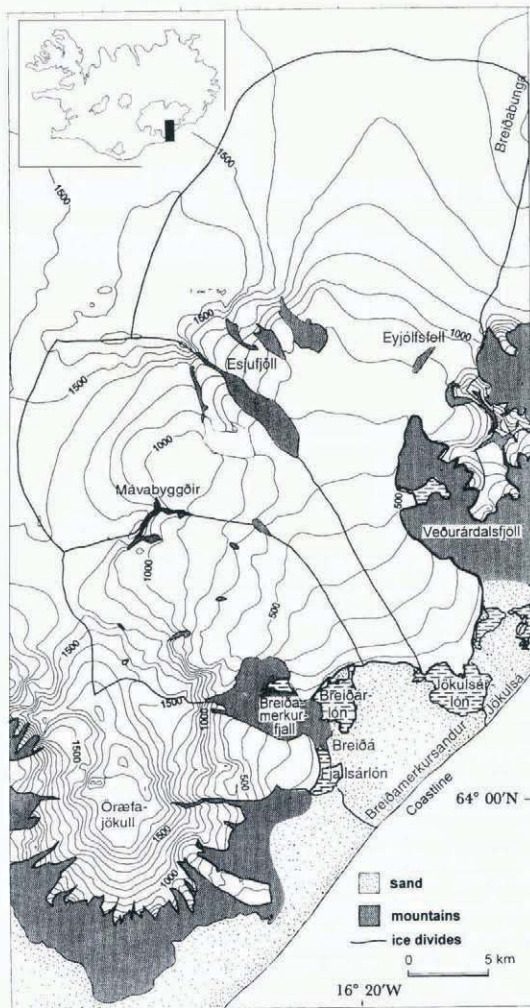 1500
1500
Breiðabunga
1500
1000
Eyjólfsfell
Esjufjöll
1500
1000
Mávabyggðir
500
Veðurárdalsfjöll
1000
500
1500
1500
1000
Breiða-
merkur-
fjall
Breiðár-
lón
Jökulsár-
lón
Jökulsá
1500
Breiðá
Fjallsárlón
500
Breiðamerkursandur
Coastline
64° 00'N
Öræfa-
jökull
1500
1000
sand
mountains
ice divides
0 5 km
16° 20'W